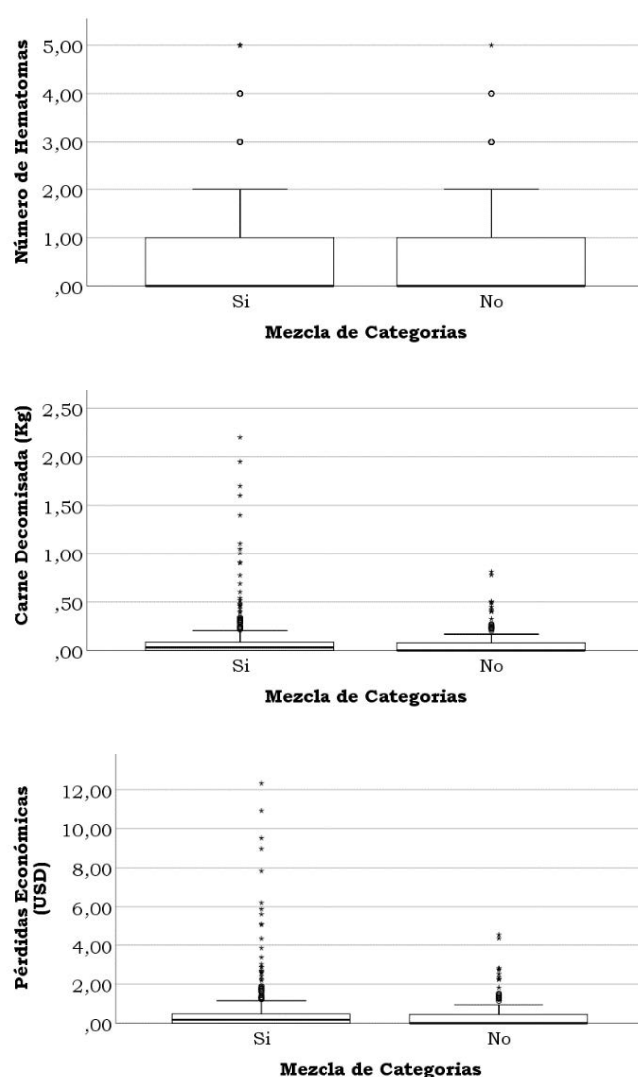 Número de Hematomas
5,00
4,00
3,00
2,00
1,00
,00
Si
No
Mezcla de Categorias
Carne Decomisada (Kg)
2,50
2,00
1,50
1,00
,50
,00
Si
No
Mezcla de Categorias
Pérdidas Económicas
(USD)
12,00
10,00
8,00
6,00
4,00
2,00
,00
Si
No
Mezcla de Categorias